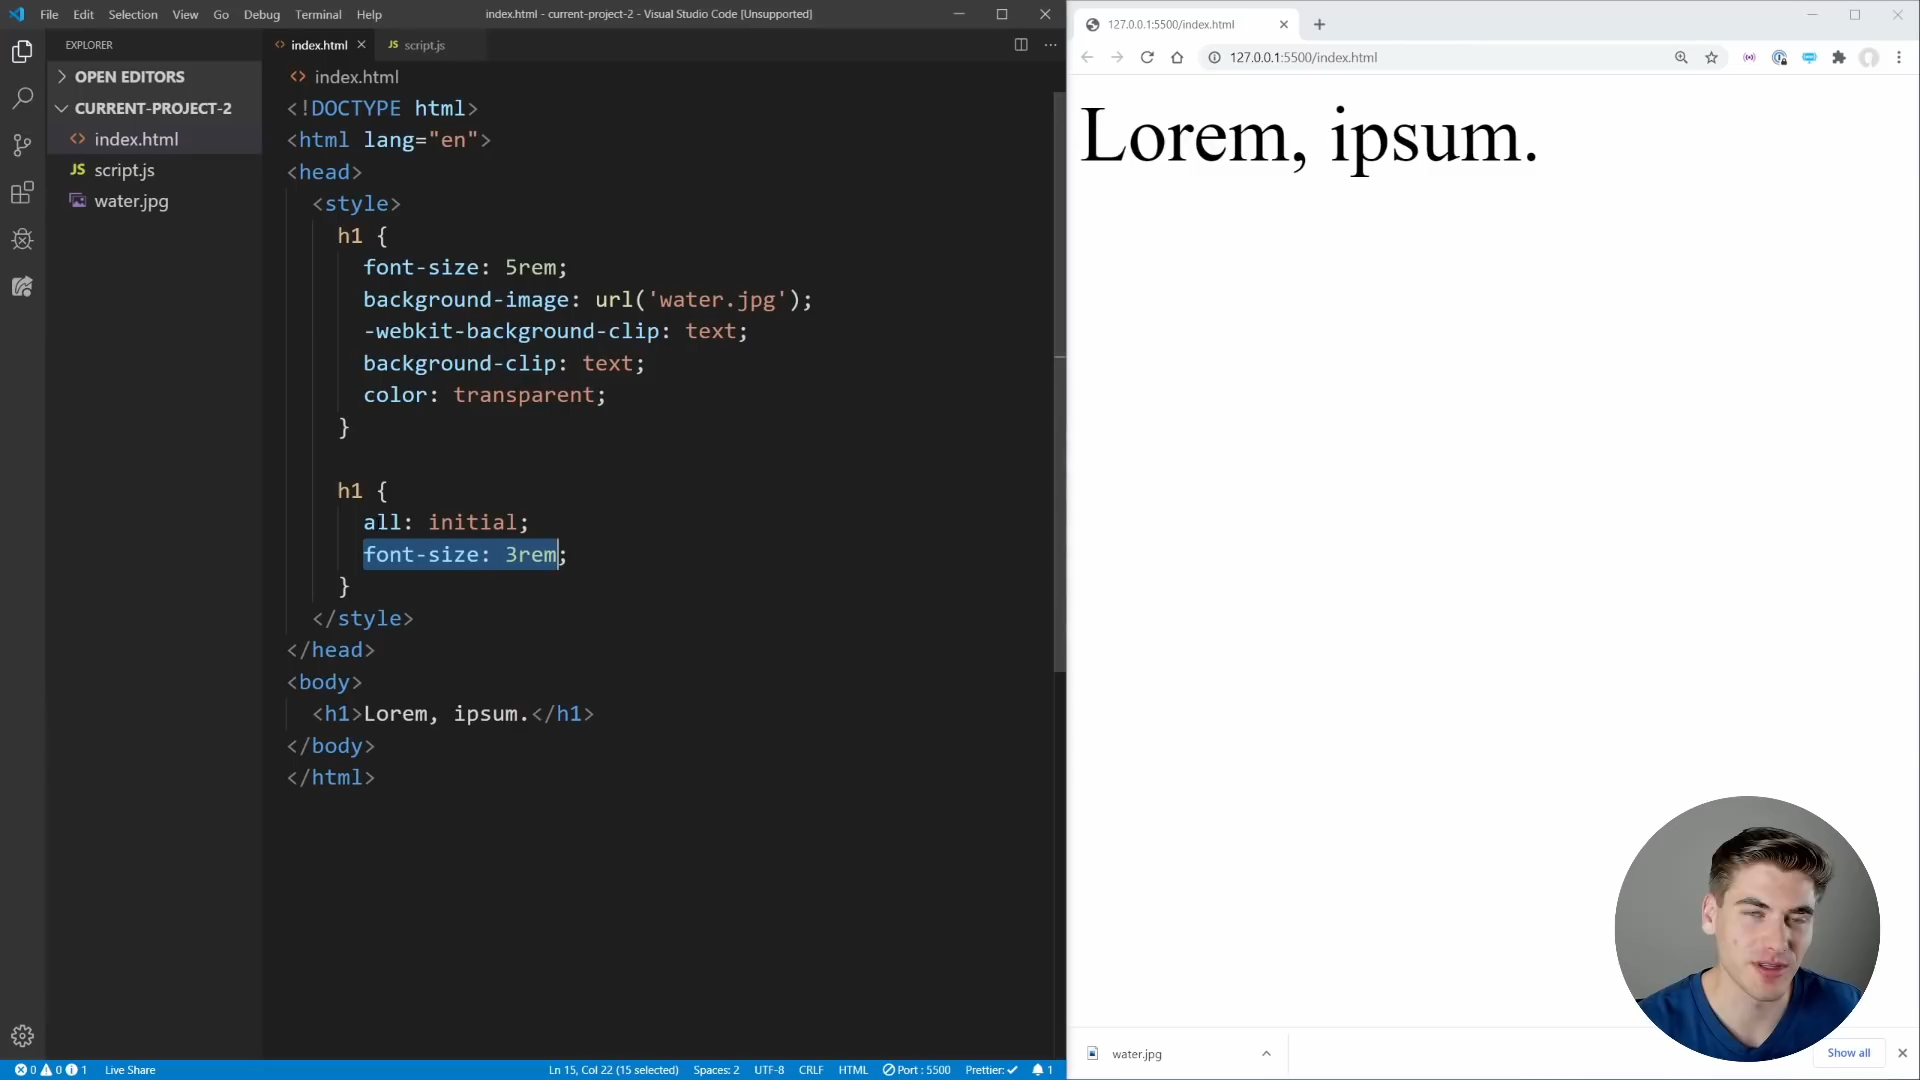 File Edit Selection View Go Debug Terminal Help
index.html - current-project-2 - Visual Studio Code [Unsupported]
EXPLORER
OPEN EDITORS
CURRENT-PROJECT-2
index.html
JS script.js
water.jpg
index.html
JS script.js
index.html
<!DOCTYPE html>
<html lang="en">
<head>
<style>
h1 {
font-size: 5rem;
background-image: url('water.jpg');
-webkit-background-clip: text;
background-clip: text;
color: transparent;
}
h1 {
all: initial;
font-size: 3rem;
}
</style>
</head>
<body>
<h1>Lorem, ipsum.</h1>
</body>
</html>
0 0 1 Live Share Ln 15, Col 22 (15 selected) Spaces: 2 UTF-8 CRLF HTML Port : 5500 Prettier: 1
127.0.0.1:5500/index.html
127.0.0.1:5500/index.html
Lorem, ipsum.
water.jpg
Show all